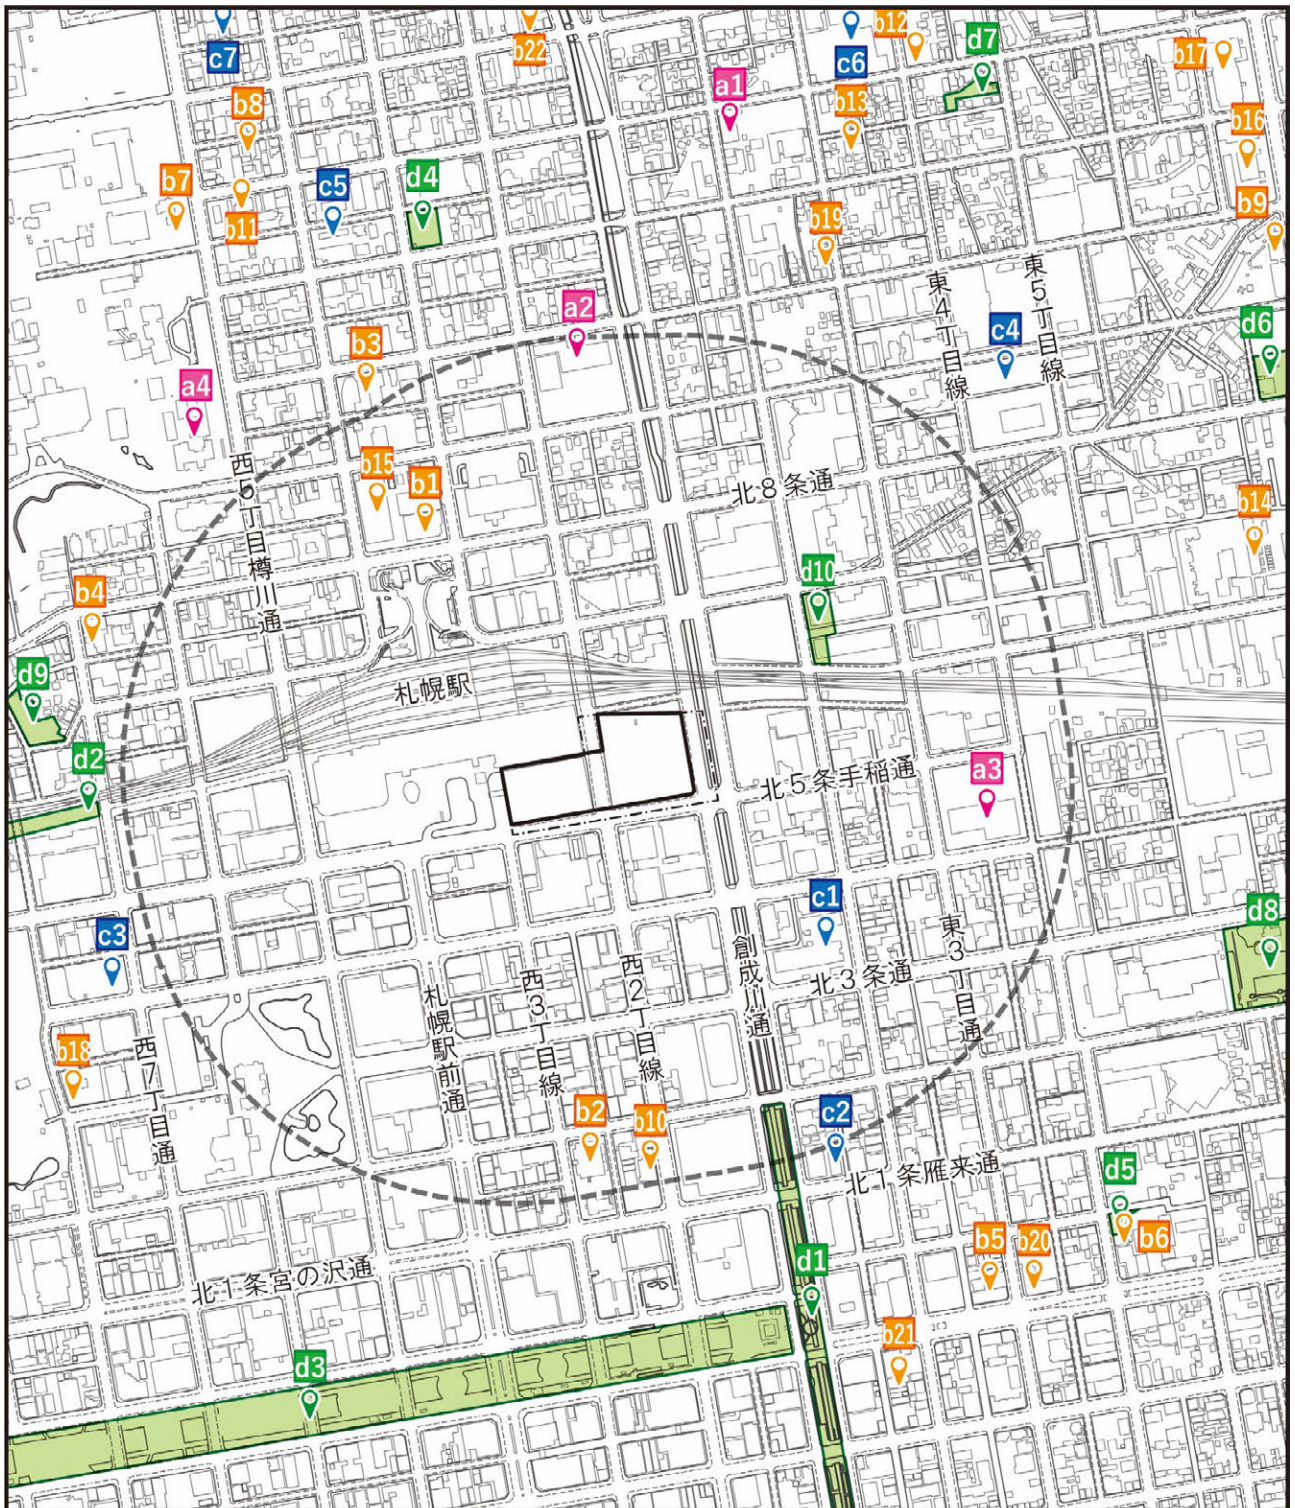 c7
b22
b12
c6
d7
b17
a1
b8
b13
b16
b7
c5
d4
b11
b19
b9
東4丁目線
東5丁目線
a2
c4
d6
b3
a4
西5丁目樽川通
b15
b1
北8条通
b14
b4
d10
d9
札幌駅
d2
北5条手稲通
a3
c1
d8
c3
創成川通
北3条通
東3丁目通
西3丁目線
西2丁目線
札幌駅前通
b18
西7丁目通
b2
b10
c2
北1条雁来通
d5
b5
b20
b6
北1条宮の沢通
d1
b21
d3